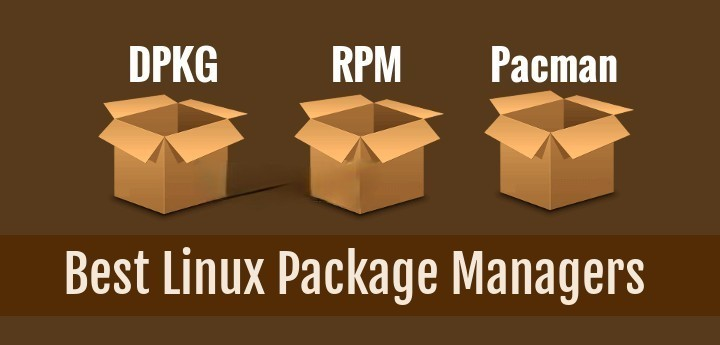 DPKG RPM Pacman
Best Linux Package Managers